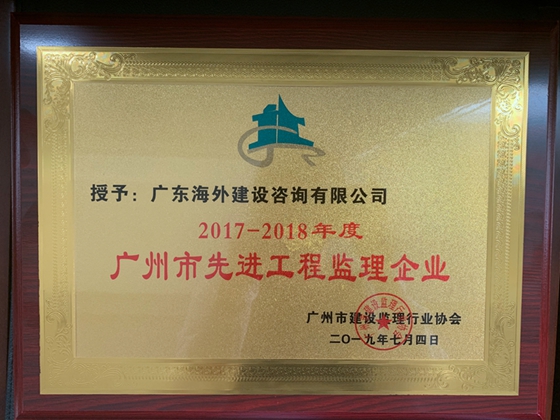 授予：广东海外建设咨询有限公司
2017-2018年度
广州市先进工程监理企业
广州市建设监理行业协会
二〇一九年七月四日